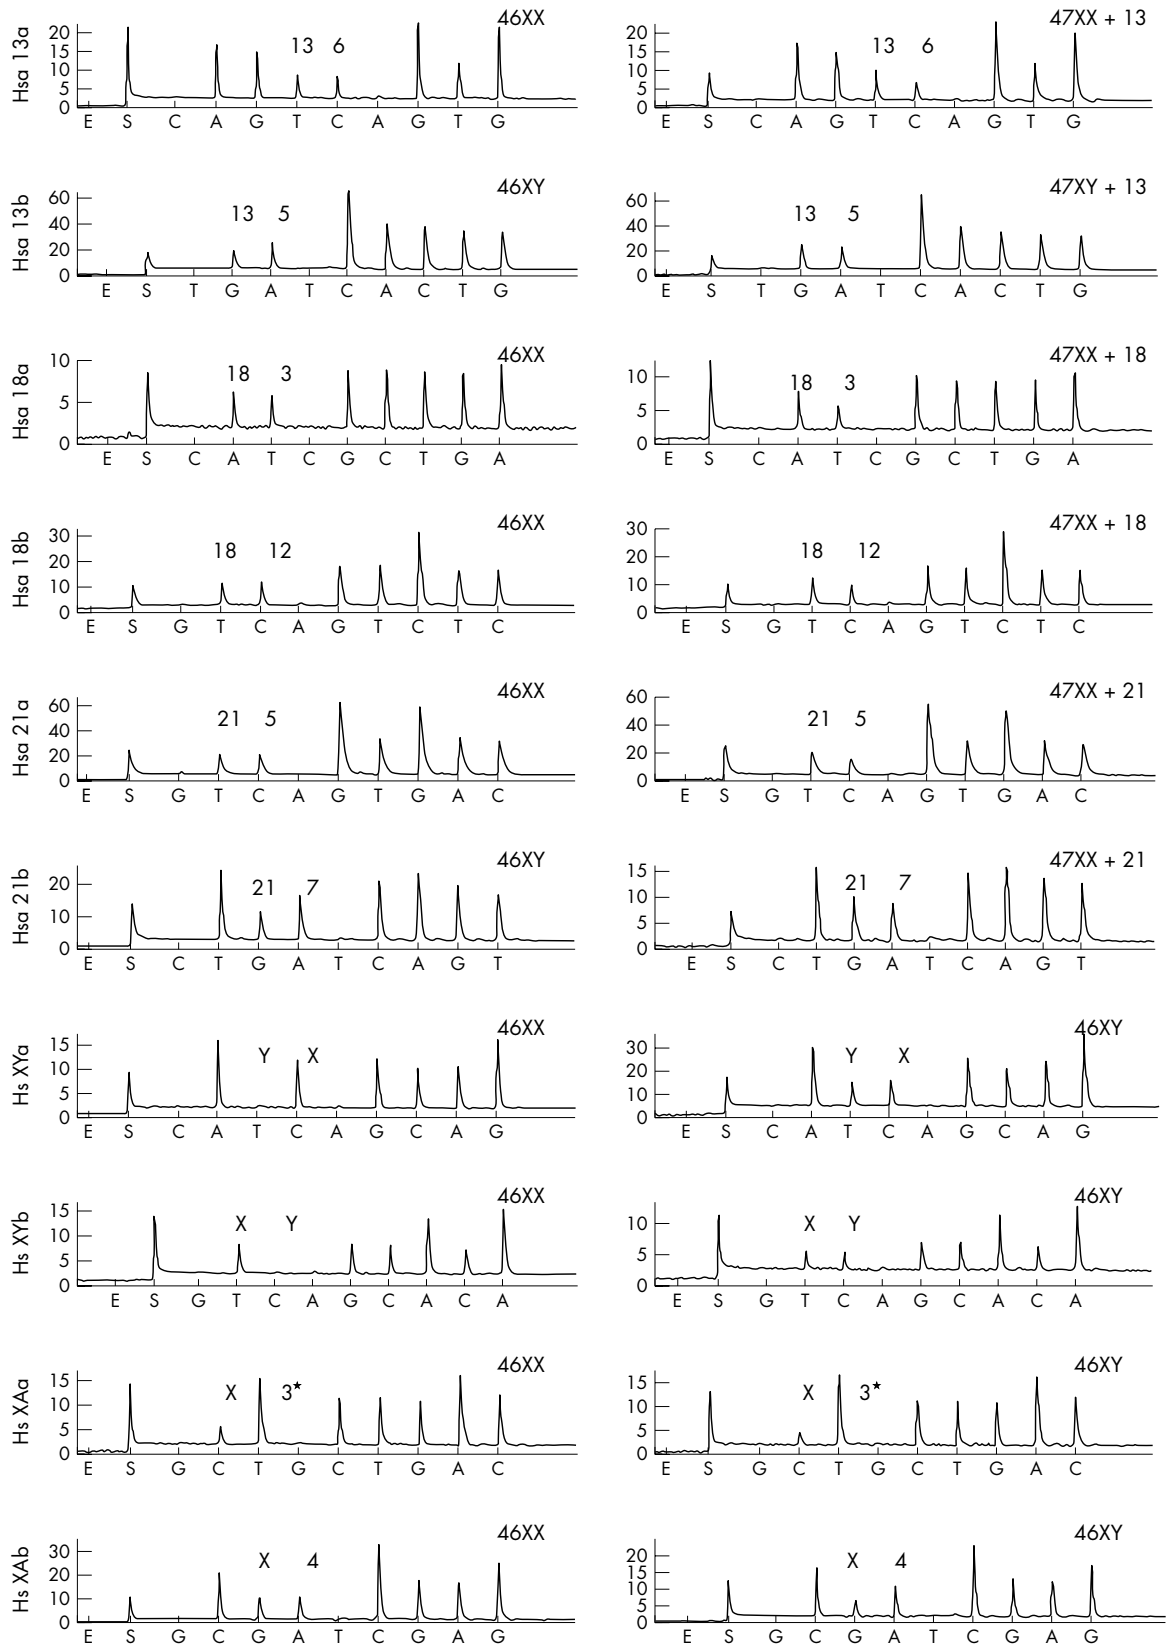 Hsa 13a
46XX
20
15
10
5
0
13 6
E S C A G T C A G T G
47XX + 13
20
15
10
5
0
13 6
E S C A G T C A G T G
Hsa 13b
46XY
60
40
20
0
13 5
E S T G A T C A C T G
47XY + 13
60
40
20
0
13 5
E S T G A T C A C T G
Hsa 18a
46XX
10
5
0
18 3
E S C A T C G C T G A
47XX + 18
10
5
0
18 3
E S C A T C G C T G A
Hsa 18b
46XX
30
20
10
0
18 12
E S G T C A G T C T C
47XX + 18
30
20
10
0
18 12
E S G T C A G T C T C
Hsa 21a
46XX
60
40
20
0
21 5
E S G T C A G T G A C
47XX + 21
60
40
20
0
21 5
E S G T C A G T G A C
Hsa 21b
46XY
20
10
0
21 7
E S C T G A T C A G T
47XX + 21
15
10
5
0
21 7
E S C T G A T C A G T
Hs XYa
46XX
15
10
5
0
Y X
E S C A T C A G C A G
46XY
30
20
10
0
Y X
E S C A T C A G C A G
Hs XYb
46XX
15
10
5
0
X Y
E S G T C A G C A C A
46XY
10
5
0
X Y
E S G T C A G C A C A
Hs XAa
46XX
15
10
5
0
X 3★
E S G C T G C T G A C
46XY
15
10
5
0
X 3★
E S G C T G C T G A C
Hs XAb
46XX
30
20
10
0
X 4
E S G C G A T C G A G
46XY
20
15
10
5
0
X 4
E S G C G A T C G A G